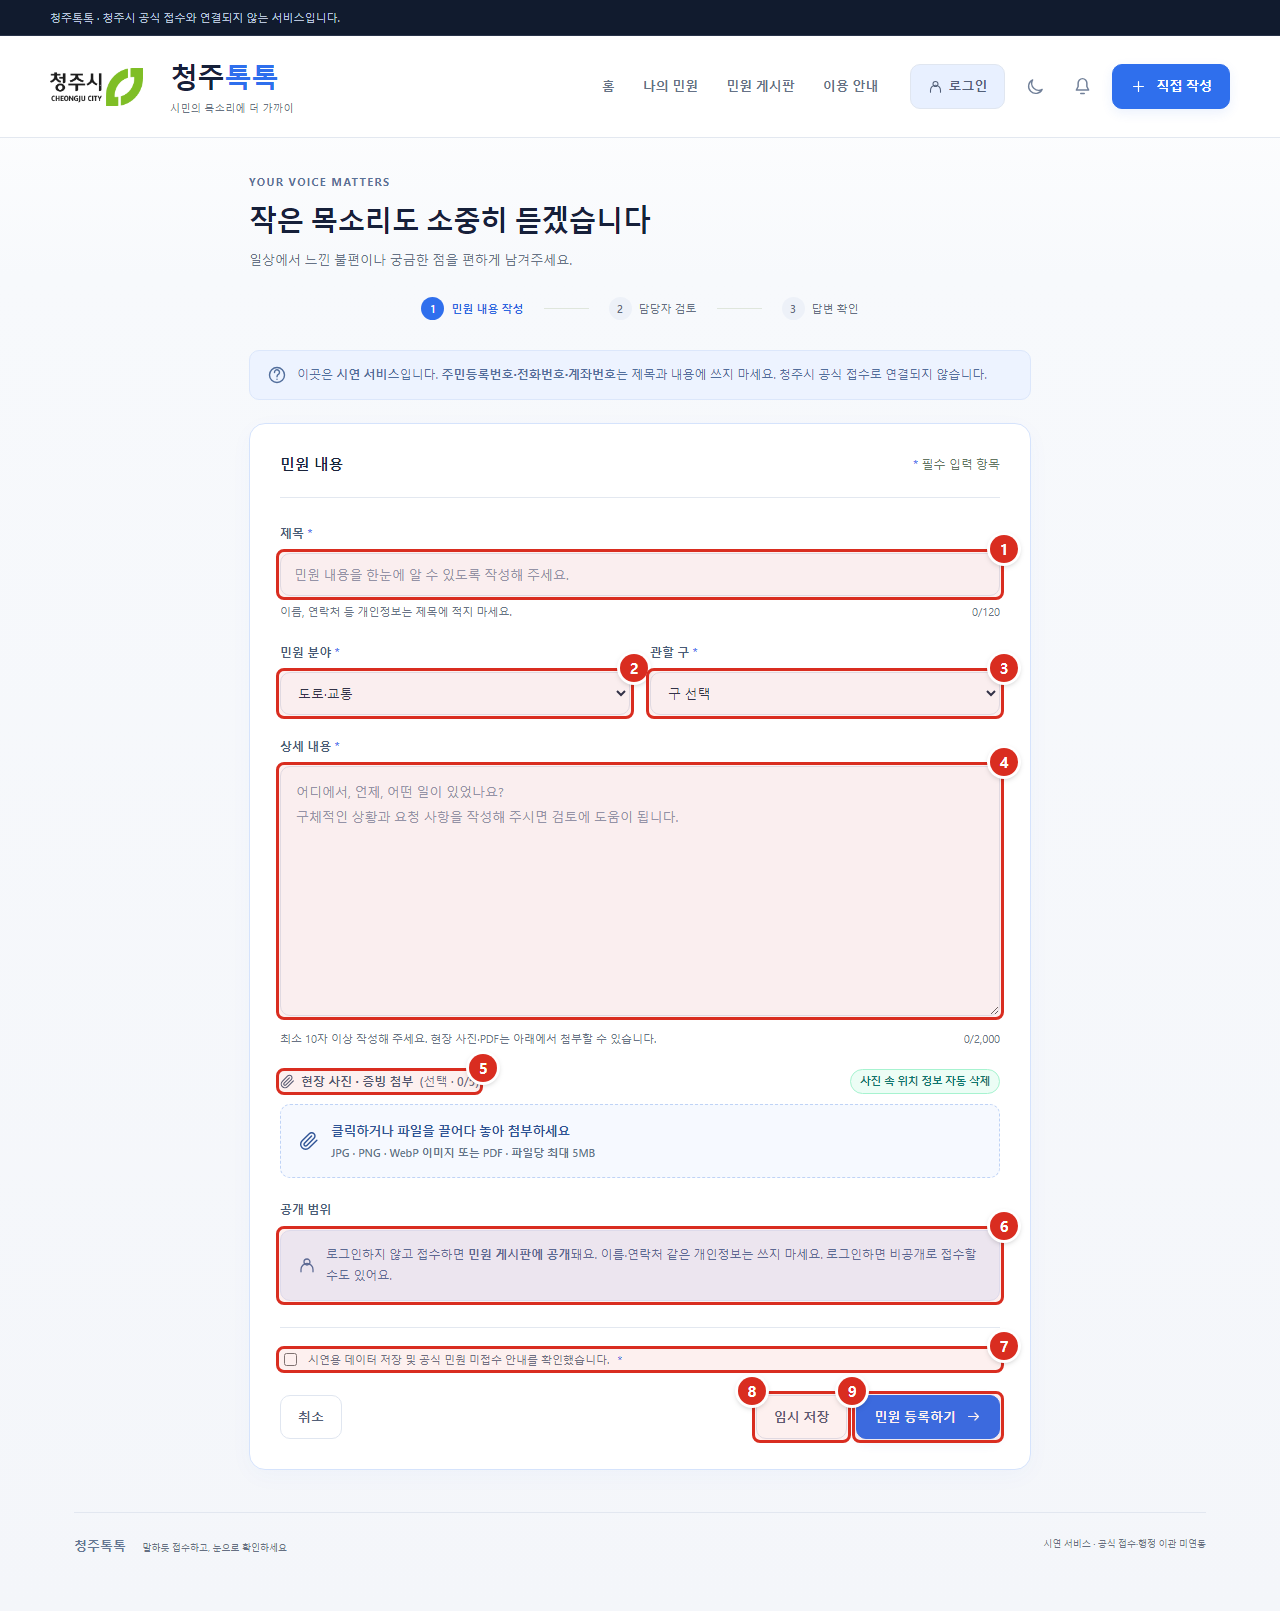 청주톡톡 · 청주시 공식 접수와 연결되지 않는 서비스입니다.
청주시
CHEONGJU CITY
청주톡톡
시민의 목소리에 더 가까이
홈
나의 민원
민원 게시판
이용 안내
로그인
직접 작성
YOUR VOICE MATTERS
작은 목소리도 소중히 듣겠습니다
일상에서 느낀 불편이나 궁금한 점을 편하게 남겨주세요.
1 민원 내용 작성
2 담당자 검토
3 답변 확인
이곳은 시연 서비스입니다. 주민등록번호·전화번호·계좌번호는 제목과 내용에 쓰지 마세요. 청주시 공식 접수로 연결되지 않습니다.
민원 내용
* 필수 입력 항목
제목 *
1
민원 내용을 한눈에 알 수 있도록 작성해 주세요.
이름, 연락처 등 개인정보는 제목에 적지 마세요.
0/120
민원 분야 *
2
관할 구 *
3
도로·교통
구 선택
상세 내용 *
4
어디에서, 언제, 어떤 일이 있었나요?
구체적인 상황과 요청 사항을 작성해 주시면 검토에 도움이 됩니다.
최소 10자 이상 작성해 주세요. 현장 사진·PDF는 아래에서 첨부할 수 있습니다.
0/2,000
5
현장 사진 · 증빙 첨부 (선택 · 0/
사진 속 위치 정보 자동 삭제
클릭하거나 파일을 끌어다 놓아 첨부하세요
JPG · PNG · WebP 이미지 또는 PDF · 파일당 최대 5MB
공개 범위
6
로그인하지 않고 접수하면 민원 게시판에 공개돼요. 이름·연락처 같은 개인정보는 쓰지 마세요. 로그인하면 비공개로 접수할
수도 있어요.
7
시연용 데이터 저장 및 공식 민원 미접수 안내를 확인했습니다. *
8
9
취소
임시 저장
민원 등록하기
청주톡톡
말하듯 접수하고, 눈으로 확인하세요
시연 서비스 · 공식 접수·행정 이관 미연동